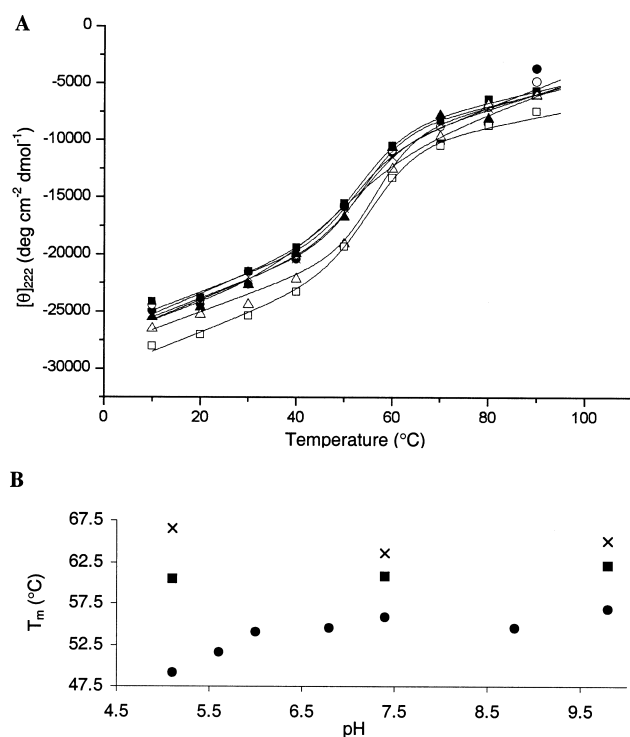 A
0
-5000
-10000
-15000
-20000
-25000
-30000
[θ]222 (deg cm-2 dmol-1)
0 20 40 60 80 100
Temperature (°C)
B
67.5
62.5
57.5
52.5
47.5
Tm (°C)
4.5 5.5 6.5 7.5 8.5 9.5
pH